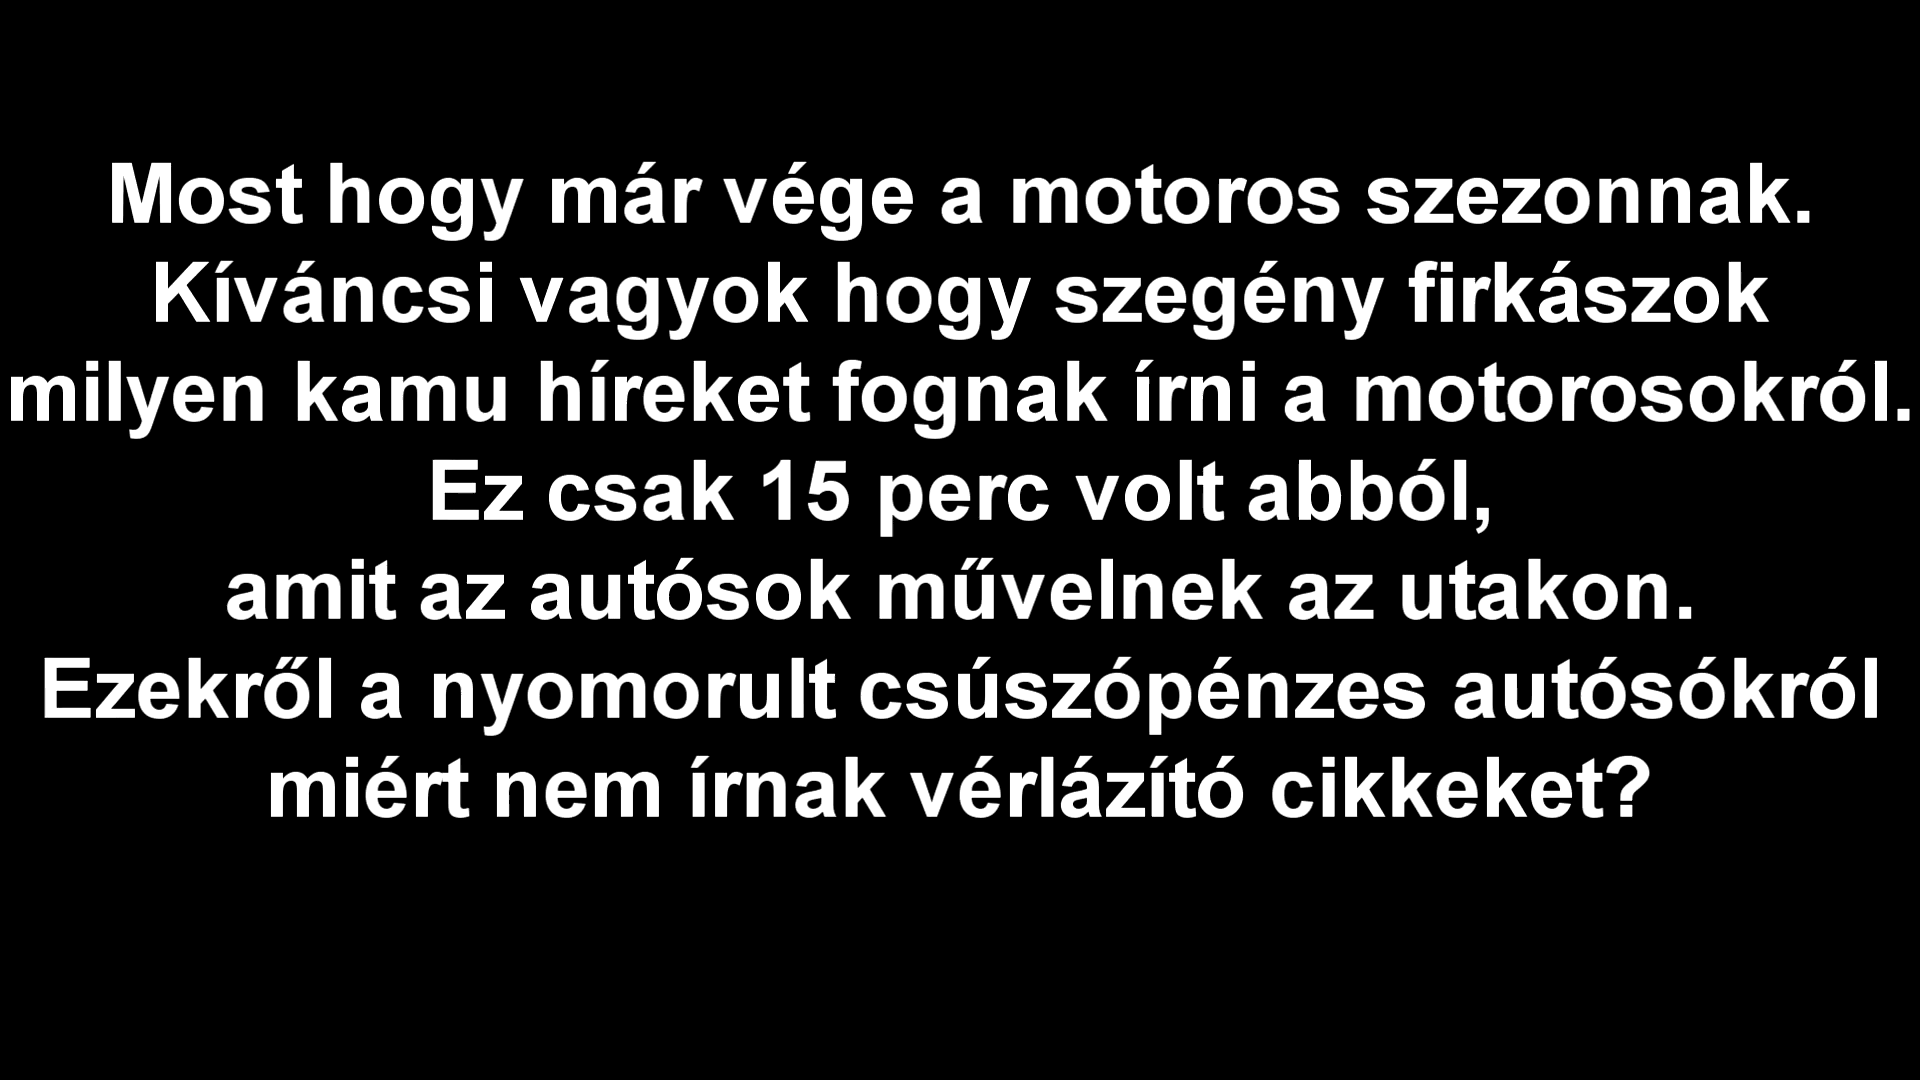 Most hogy már vége a motoros szezonnak.
Kíváncsi vagyok hogy szegény firkászok
milyen kamu híreket fognak írni a motorosokról.
Ez csak 15 perc volt abból,
amit az autósok művelnek az utakon.
Ezekről a nyomorult csúszópénzes autósókról
miért nem írnak vérlázító cikkeket?